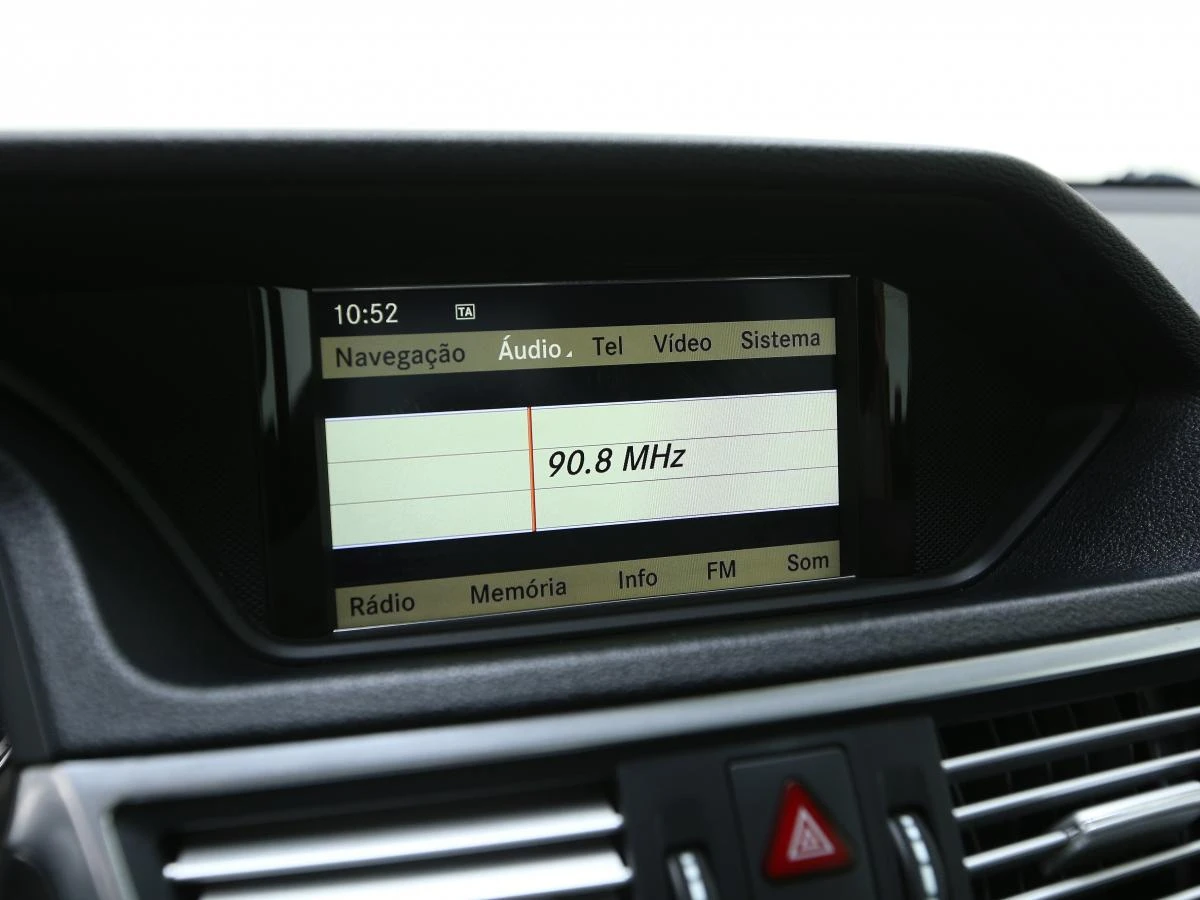 10:52 TA
Navegação Áudio Tel Vídeo Sistema
90.8 MHz
Rádio Memória Info FM Som